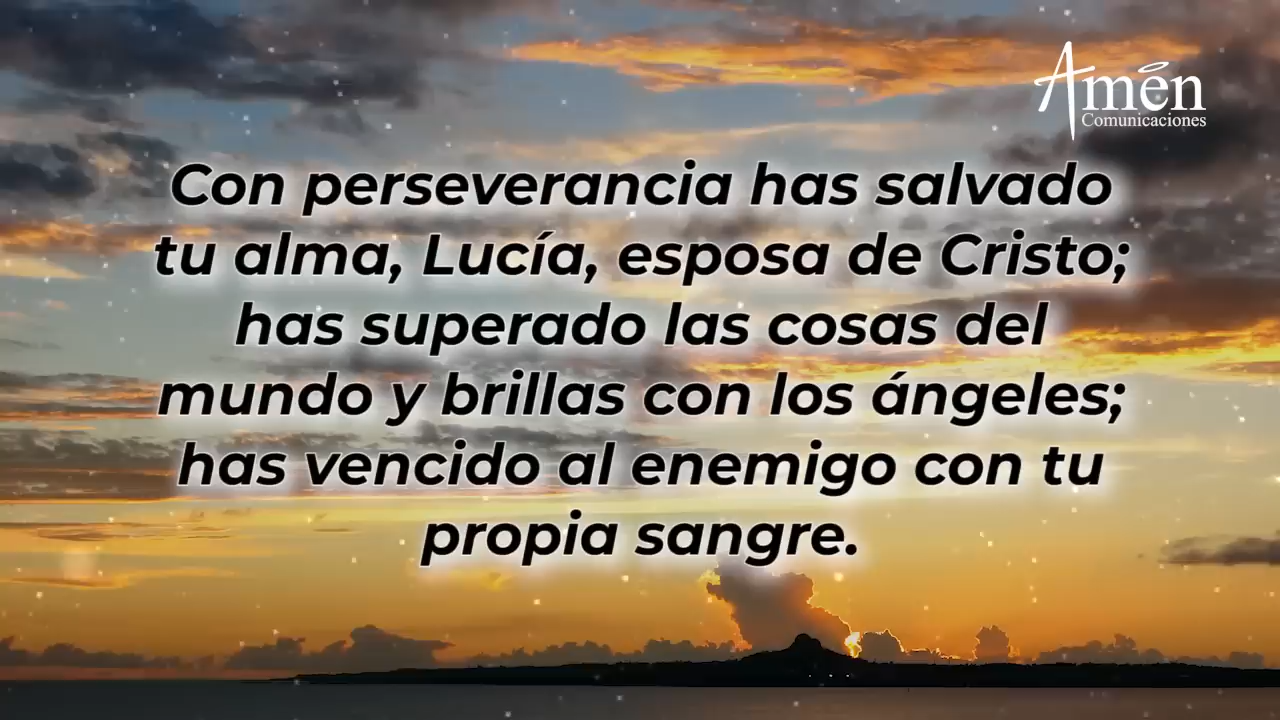 Amén
Comunicaciones
Con perseverancia has salvado
tu alma, Lucía, esposa de Cristo;
has superado las cosas del
mundo y brillas con los ángeles;
has vencido al enemigo con tu
propia sangre.